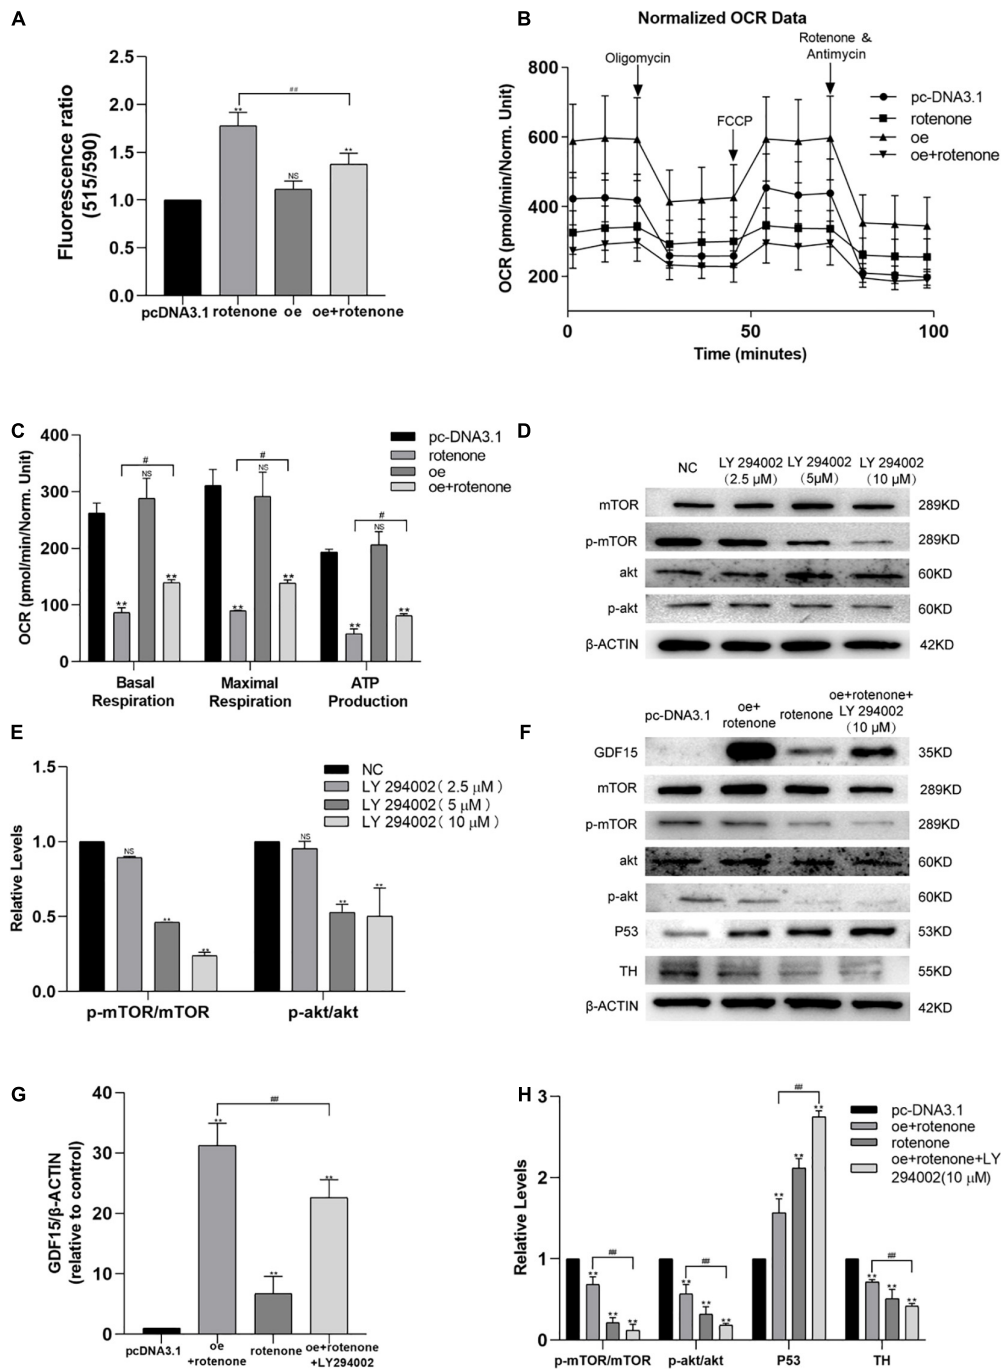 A
Fluorescence ratio
(515/590)
2.5
2.0
1.5
1.0
0.5
0.0
**
NS
**
##
pcDNA3.1 rotenone oe oe+rotenone
B
Normalized OCR Data
OCR (pmol/min/Norm. Unit)
800
600
400
200
0 50 100
Time (minutes)
Oligomycin
FCCP
Rotenone &
Antimycin
pc-DNA3.1
rotenone
oe
oe+rotenone
C
OCR (pmol/min/Norm. Unit)
400
300
200
100
0
pc-DNA3.1
rotenone
oe
oe+rotenone
# # #
NS NS NS
** ** ** ** ** **
Basal
Respiration
Maximal
Respiration
ATP
Production
D
NC
LY 294002
(2.5 μM)
LY 294002
(5μM)
LY 294002
(10 μM)
mTOR 289KD
p-mTOR 289KD
akt 60KD
p-akt 60KD
β-ACTIN 42KD
E
Relative Levels
1.5
1.0
0.5
0.0
NC
LY 294002( 2.5 μM )
LY 294002( 5 μM )
LY 294002( 10 μM )
NS ** ** NS ** **
p-mTOR/mTOR p-akt/akt
F
pc-DNA3.1
oe+
rotenone
rotenone
oe+rotenone+
LY 294002
(10 μM)
GDF15 35KD
mTOR 289KD
p-mTOR 289KD
akt 60KD
p-akt 60KD
P53 53KD
TH 55KD
β-ACTIN 42KD
G
GDF15/β-ACTIN
(relative to control)
40
30
20
10
0
##
** ** **
pcDNA3.1
oe
+rotenone
rotenone
oe+rotenone
+LY294002
H
Relative Levels
3
2
1
0
pc-DNA3.1
oe+rotenone
rotenone
oe+rotenone+LY
294002(10 μM)
## ## ## ##
** ** ** ** ** ** ** ** ** ** ** **
p-mTOR/mTOR p-akt/akt P53 TH